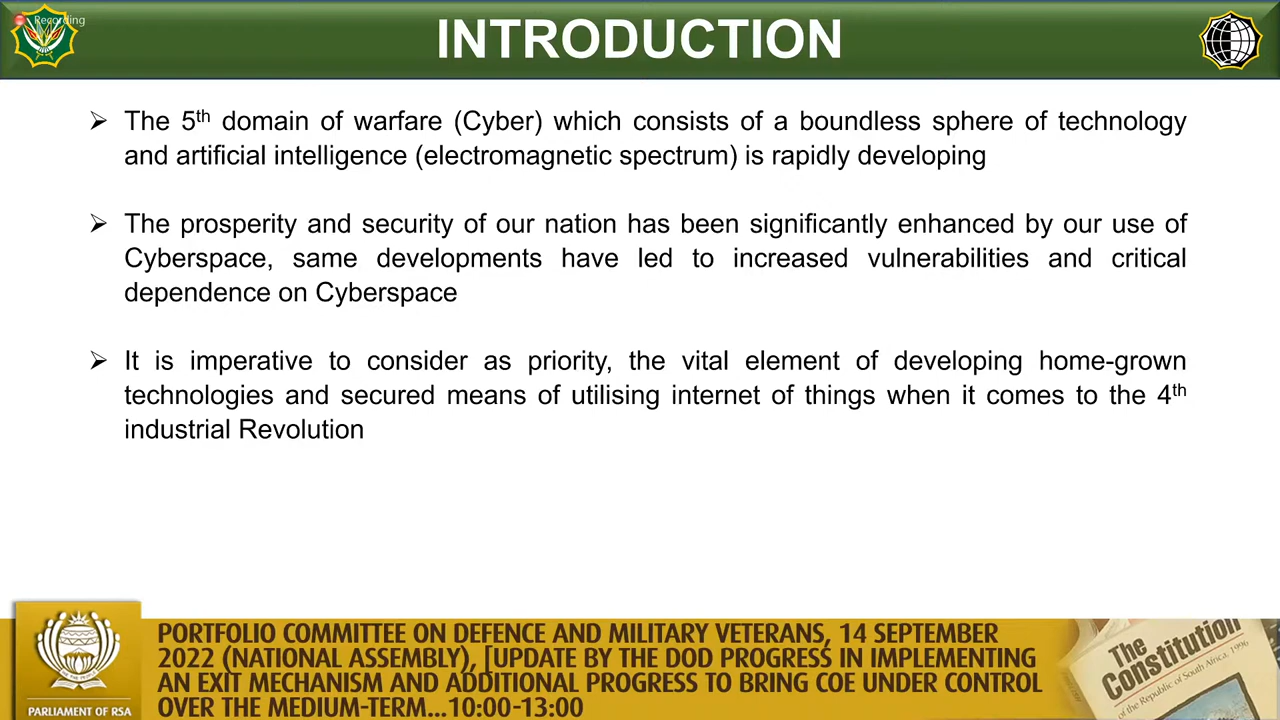 Recording
INTRODUCTION
➢ The 5th domain of warfare (Cyber) which consists of a boundless sphere of technology
and artificial intelligence (electromagnetic spectrum) is rapidly developing
➢ The prosperity and security of our nation has been significantly enhanced by our use of
Cyberspace, same developments have led to increased vulnerabilities and critical
dependence on Cyberspace
➢ It is imperative to consider as priority, the vital element of developing home-grown
technologies and secured means of utilising internet of things when it comes to the 4th
industrial Revolution
PORTFOLIO COMMITTEE ON DEFENCE AND MILITARY VETERANS, 14 SEPTEMBER
2022 (NATIONAL ASSEMBLY), [UPDATE BY THE DOD PROGRESS IN IMPLEMENTING
AN EXIT MECHANISM AND ADDITIONAL PROGRESS TO BRING COE UNDER CONTROL
OVER THE MEDIUM-TERM...10:00-13:00
PARLIAMENT OF RSA
The
Constitution
of the Republic of South Africa, 1996